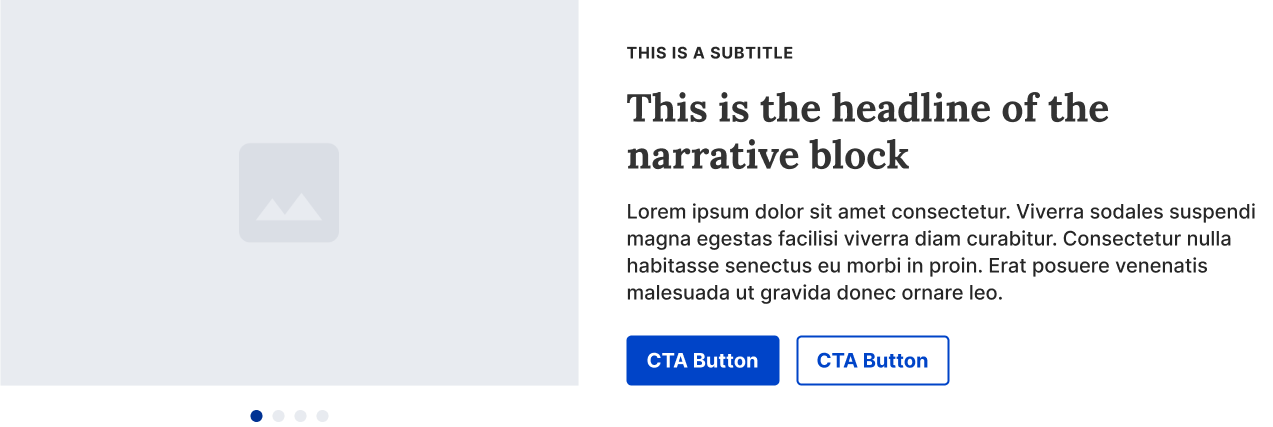 THIS IS A SUBTITLE
This is the headline of the
narrative block
Lorem ipsum dolor sit amet consectetur. Viverra sodales suspendi
magna egestas facilisi viverra diam curabitur. Consectetur nulla
habitasse senectus eu morbi in proin. Erat posuere venenatis
malesuada ut gravida donec ornare leo.
CTA Button
CTA Button